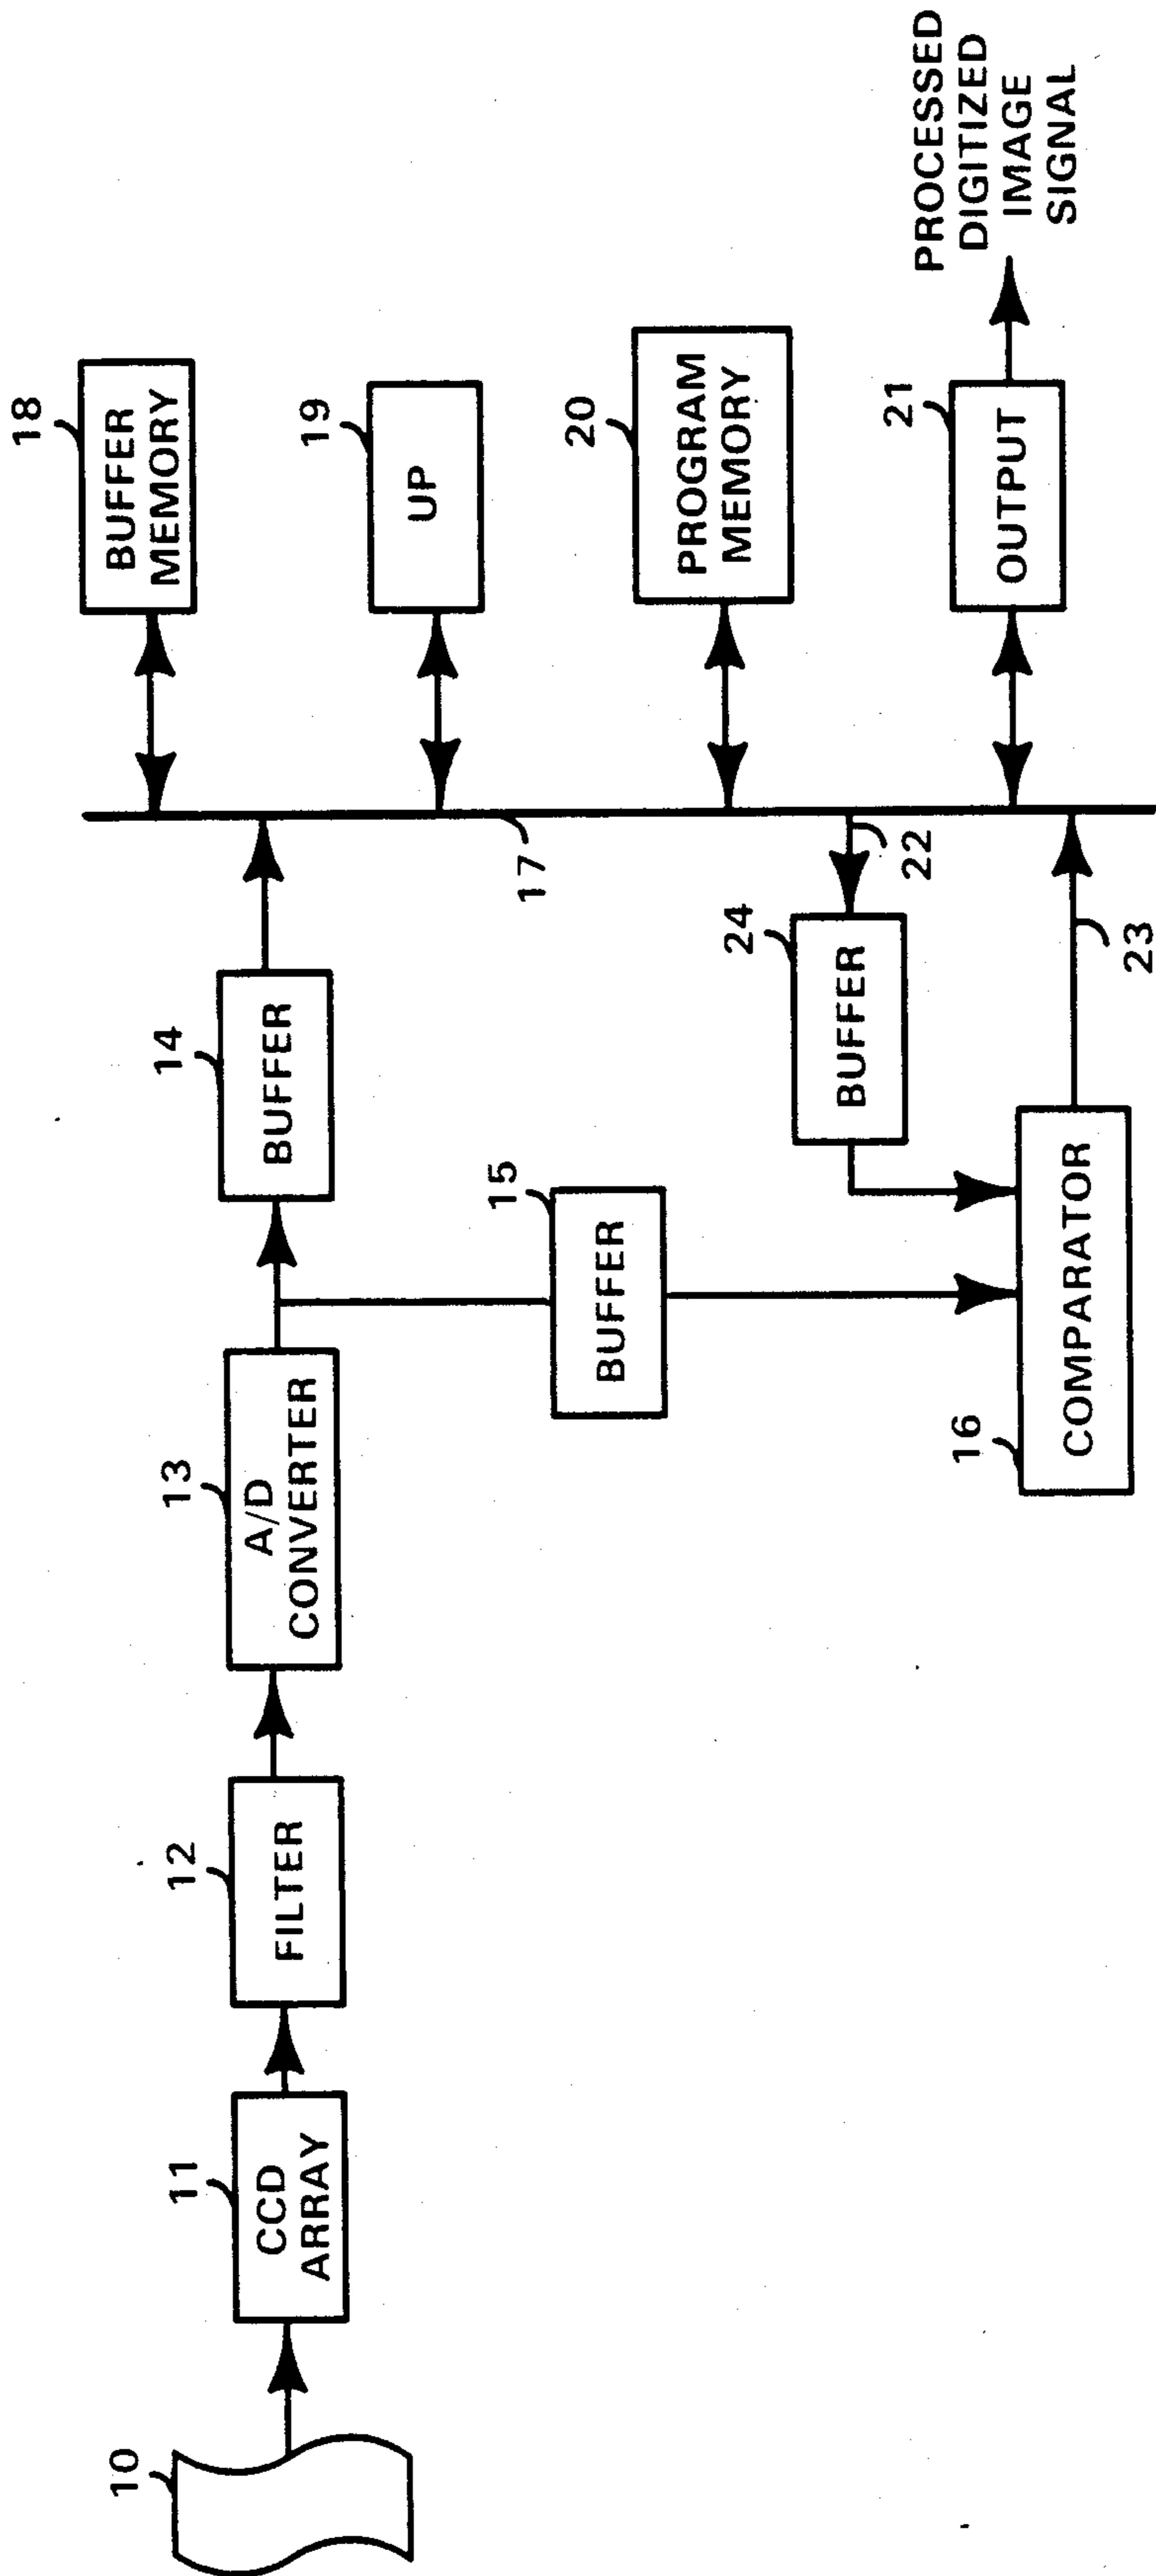 10
11
CCD
ARRAY
12
FILTER
13
A/D
CONVERTER
14
BUFFER
15
BUFFER
16
COMPARATOR
24
BUFFER
22
23
17
18
BUFFER
MEMORY
19
UP
20
PROGRAM
MEMORY
21
OUTPUT
PROCESSED
DIGITIZED
IMAGE
SIGNAL